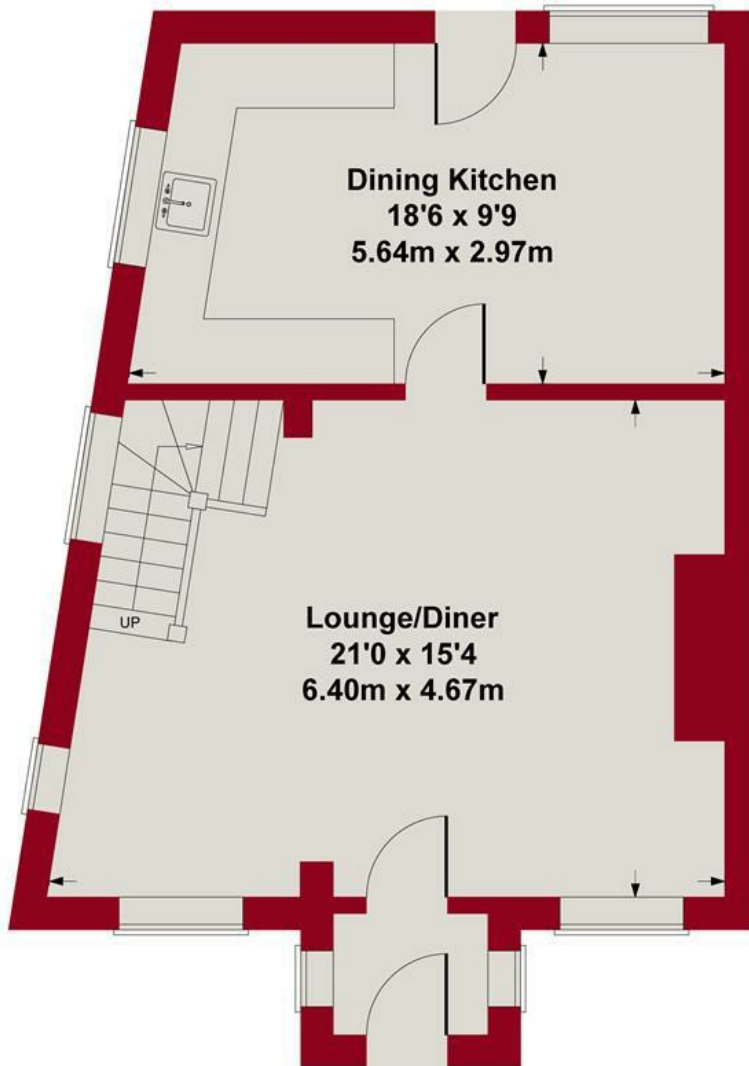 Dining Kitchen
18'6 x 9'9
5.64m x 2.97m
UP
Lounge/Diner
21'0 x 15'4
6.40m x 4.67m